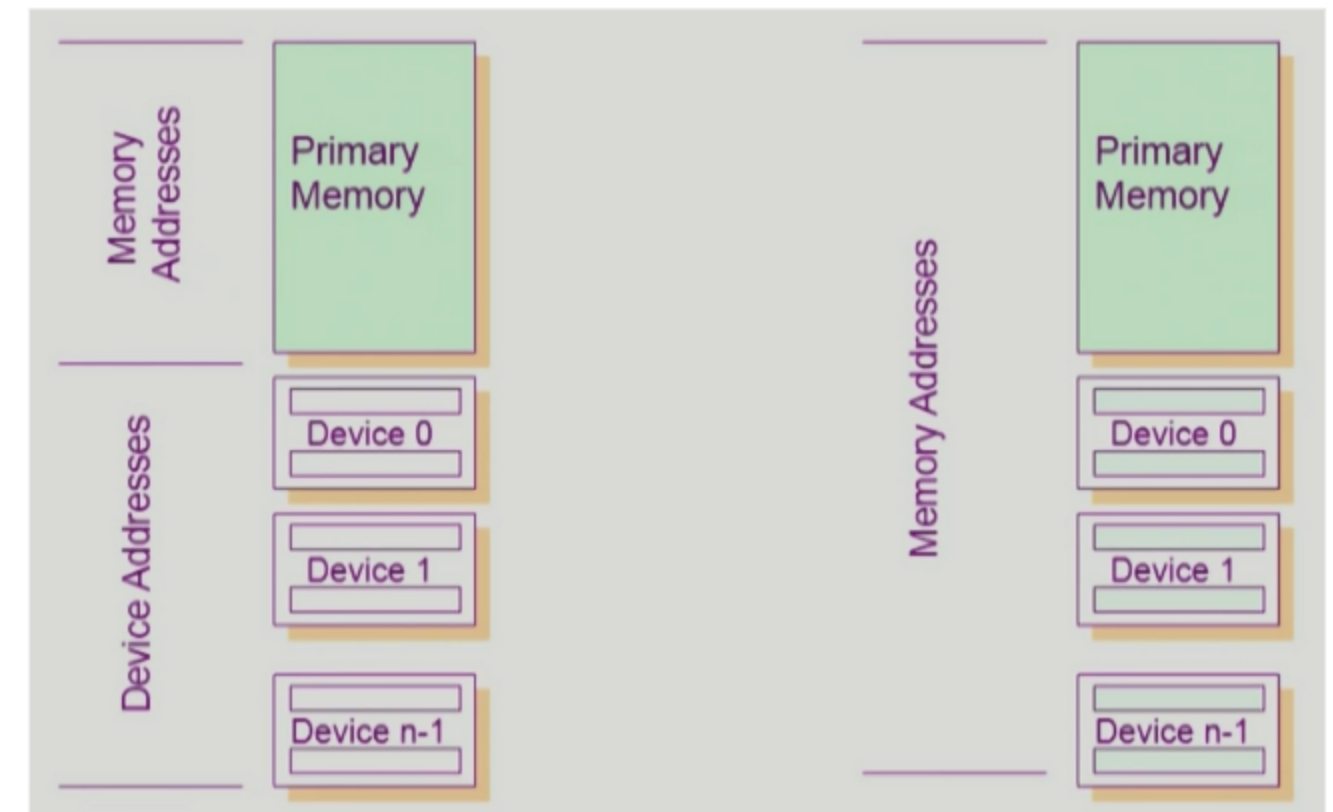 Memory
Addresses
Primary
Memory
Device Addresses
Device 0
Device 1
Device n-1
Memory Addresses
Primary
Memory
Device 0
Device 1
Device n-1